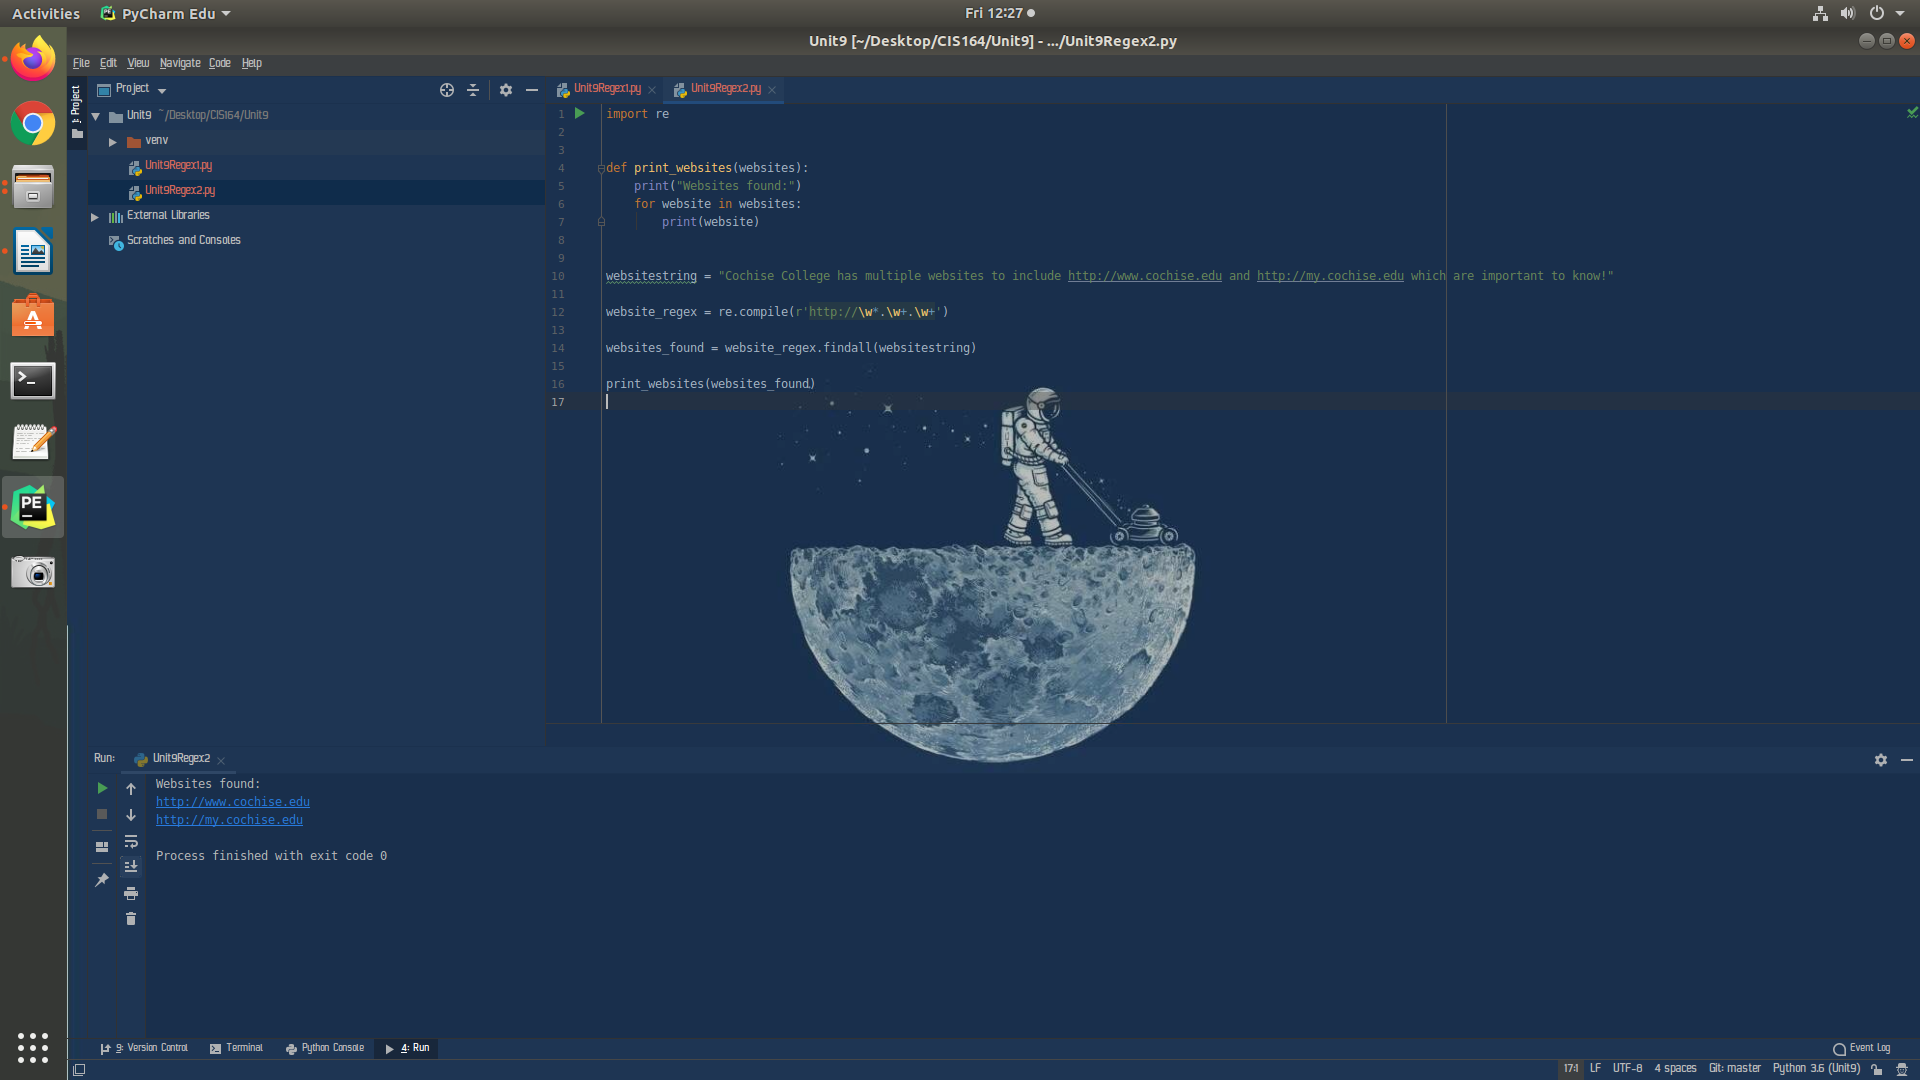 Activities PyCharm Edu Fri 12:27
Unit9 [~/Desktop/CIS164/Unit9] - .../Unit9Regex2.py
File Edit View Navigate Code Help
1: Project
Project
Unit9 ~/Desktop/CIS164/Unit9
venv
Unit9Regex1.py
Unit9Regex2.py
External Libraries
Scratches and Consoles
Unit9Regex1.py Unit9Regex2.py
1 import re
2
3
4 def print_websites(websites):
5 print("Websites found:")
6 for website in websites:
7 print(website)
8
9
10 websitestring = "Cochise College has multiple websites to include http://www.cochise.edu and http://my.cochise.edu which are important to know!"
11
12 website_regex = re.compile(r'http://\w*.\w+.\w+')
13
14 websites_found = website_regex.findall(websitestring)
15
16 print_websites(websites_found)
17
PE
Run: Unit9Regex2
Websites found:
http://www.cochise.edu
http://my.cochise.edu
Process finished with exit code 0
9: Version Control Terminal Python Console 4: Run Event Log
17:1 LF UTF-8 4 spaces Git: master Python 3.6 (Unit9)